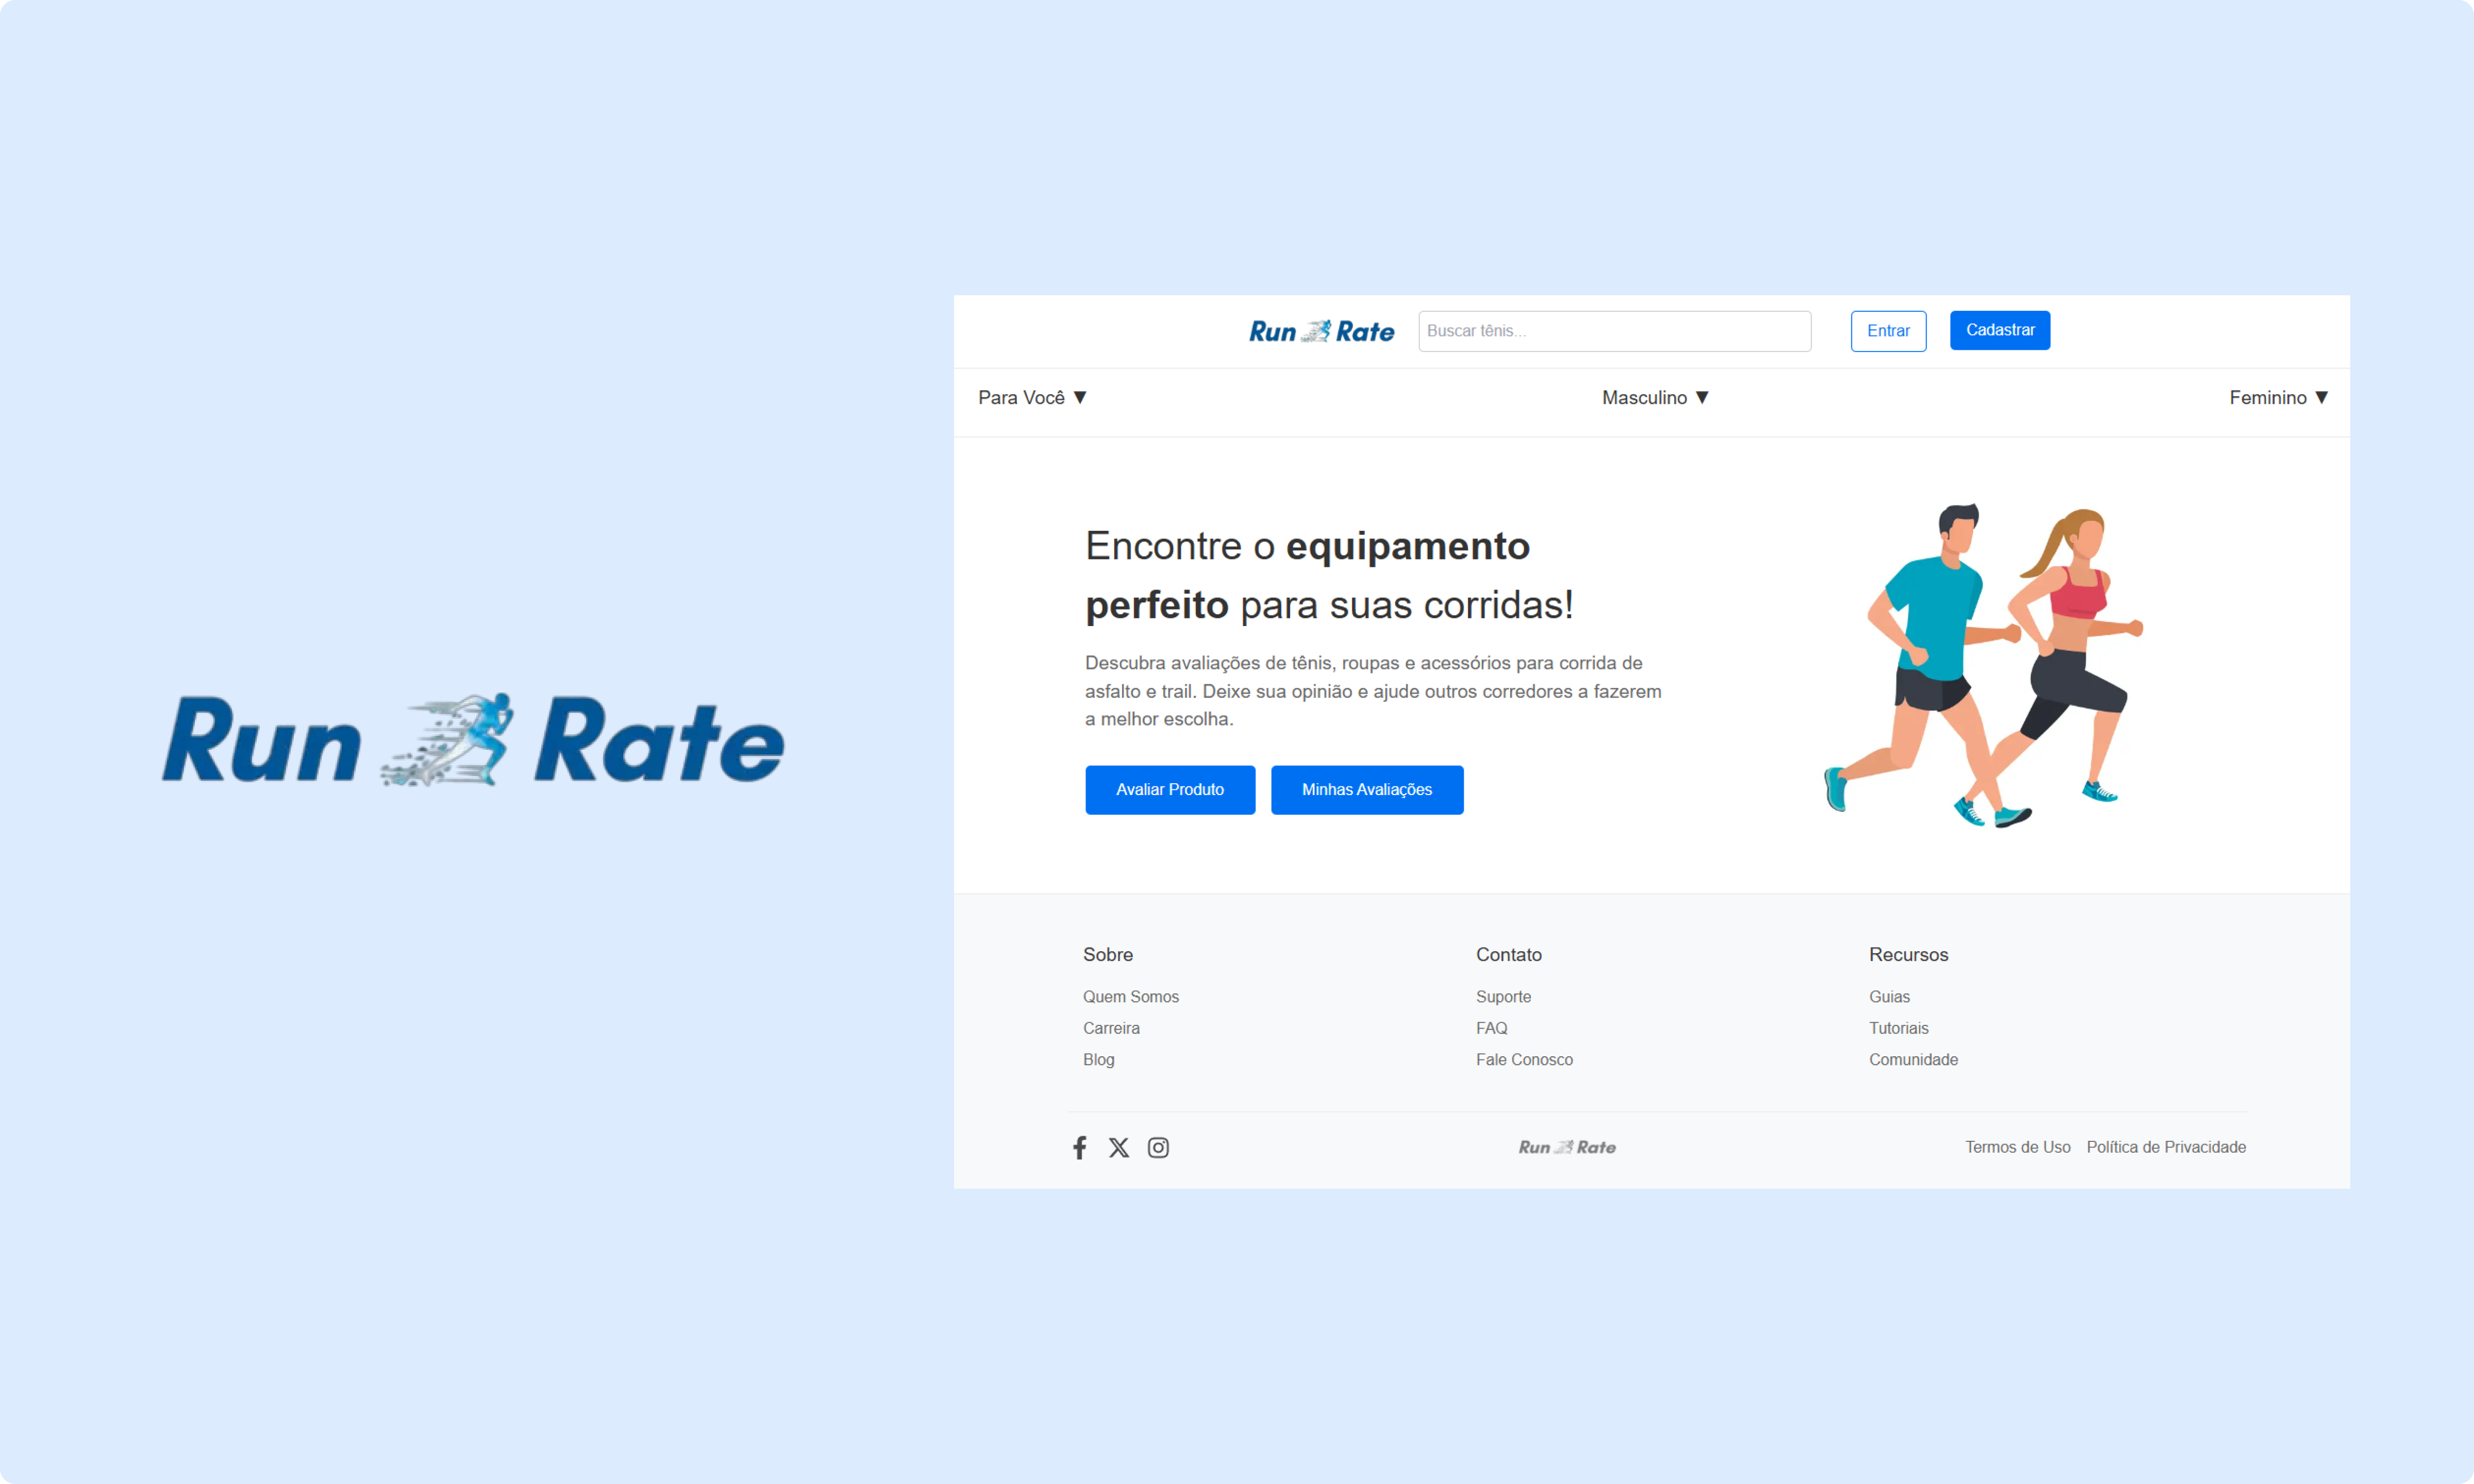 Run Rate
Run Rate
Buscar tênis...
Entrar
Cadastrar
Para Você ▼
Masculino ▼
Feminino ▼
Encontre o equipamento
perfeito para suas corridas!
Descubra avaliações de tênis, roupas e acessórios para corrida de
asfalto e trail. Deixe sua opinião e ajude outros corredores a fazerem
a melhor escolha.
Avaliar Produto
Minhas Avaliações
Sobre
Quem Somos
Carreira
Blog
Contato
Suporte
FAQ
Fale Conosco
Recursos
Guias
Tutoriais
Comunidade
Run Rate
Termos de Uso
Política de Privacidade